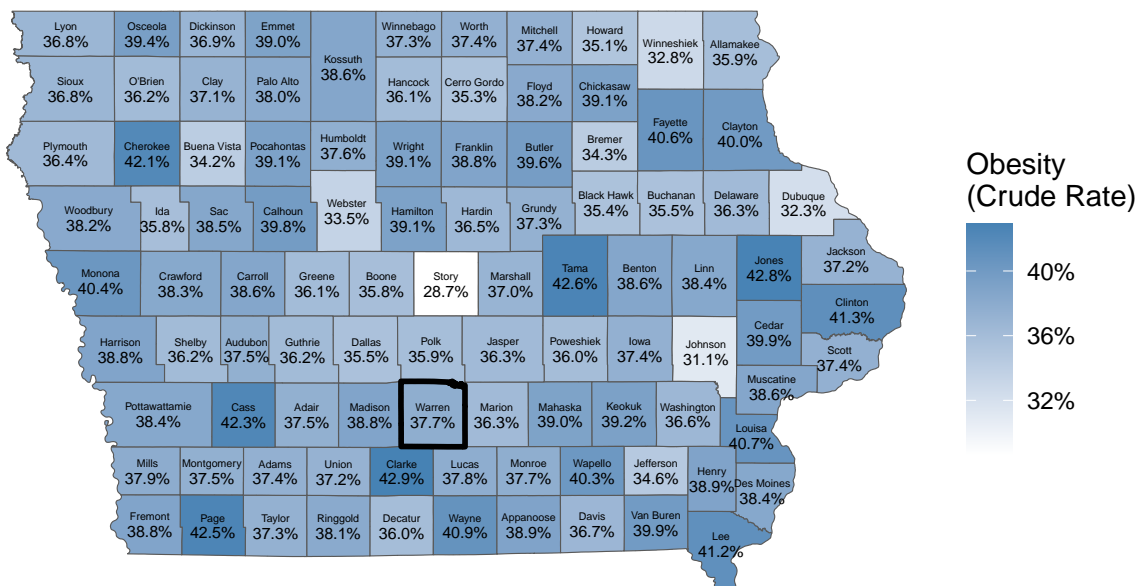 Lyon
36.8%
Osceola
39.4%
Dickinson
36.9%
Emmet
39.0%
Kossuth
38.6%
Winnebago
37.3%
Worth
37.4%
Mitchell
37.4%
Howard
35.1%
Winneshiek
32.8%
Allamakee
35.9%
Sioux
36.8%
O'Brien
36.2%
Clay
37.1%
Palo Alto
38.0%
Hancock
36.1%
Cerro Gordo
35.3%
Floyd
38.2%
Chickasaw
39.1%
Fayette
40.6%
Clayton
40.0%
Plymouth
36.4%
Cherokee
42.1%
Buena Vista
34.2%
Pocahontas
39.1%
Humboldt
37.6%
Wright
39.1%
Franklin
38.8%
Butler
39.6%
Bremer
34.3%
Woodbury
38.2%
Ida
35.8%
Sac
38.5%
Calhoun
39.8%
Webster
33.5%
Hamilton
39.1%
Hardin
36.5%
Grundy
37.3%
Black Hawk
35.4%
Buchanan
35.5%
Delaware
36.3%
Dubuque
32.3%
Monona
40.4%
Crawford
38.3%
Carroll
38.6%
Greene
36.1%
Boone
35.8%
Story
28.7%
Marshall
37.0%
Tama
42.6%
Benton
38.6%
Linn
38.4%
Jones
42.8%
Jackson
37.2%
Clinton
41.3%
Harrison
38.8%
Shelby
36.2%
Audubon
37.5%
Guthrie
36.2%
Dallas
35.5%
Polk
35.9%
Jasper
36.3%
Poweshiek
36.0%
Iowa
37.4%
Johnson
31.1%
Cedar
39.9%
Scott
37.4%
Muscatine
38.6%
Pottawattamie
38.4%
Cass
42.3%
Adair
37.5%
Madison
38.8%
Warren
37.7%
Marion
36.3%
Mahaska
39.0%
Keokuk
39.2%
Washington
36.6%
Louisa
40.7%
Mills
37.9%
Montgomery
37.5%
Adams
37.4%
Union
37.2%
Clarke
42.9%
Lucas
37.8%
Monroe
37.7%
Wapello
40.3%
Jefferson
34.6%
Henry
38.9%
Des Moines
38.4%
Fremont
38.8%
Page
42.5%
Taylor
37.3%
Ringgold
38.1%
Decatur
36.0%
Wayne
40.9%
Appanoose
38.9%
Davis
36.7%
Van Buren
39.9%
Lee
41.2%
Obesity
(Crude Rate)
40%
36%
32%